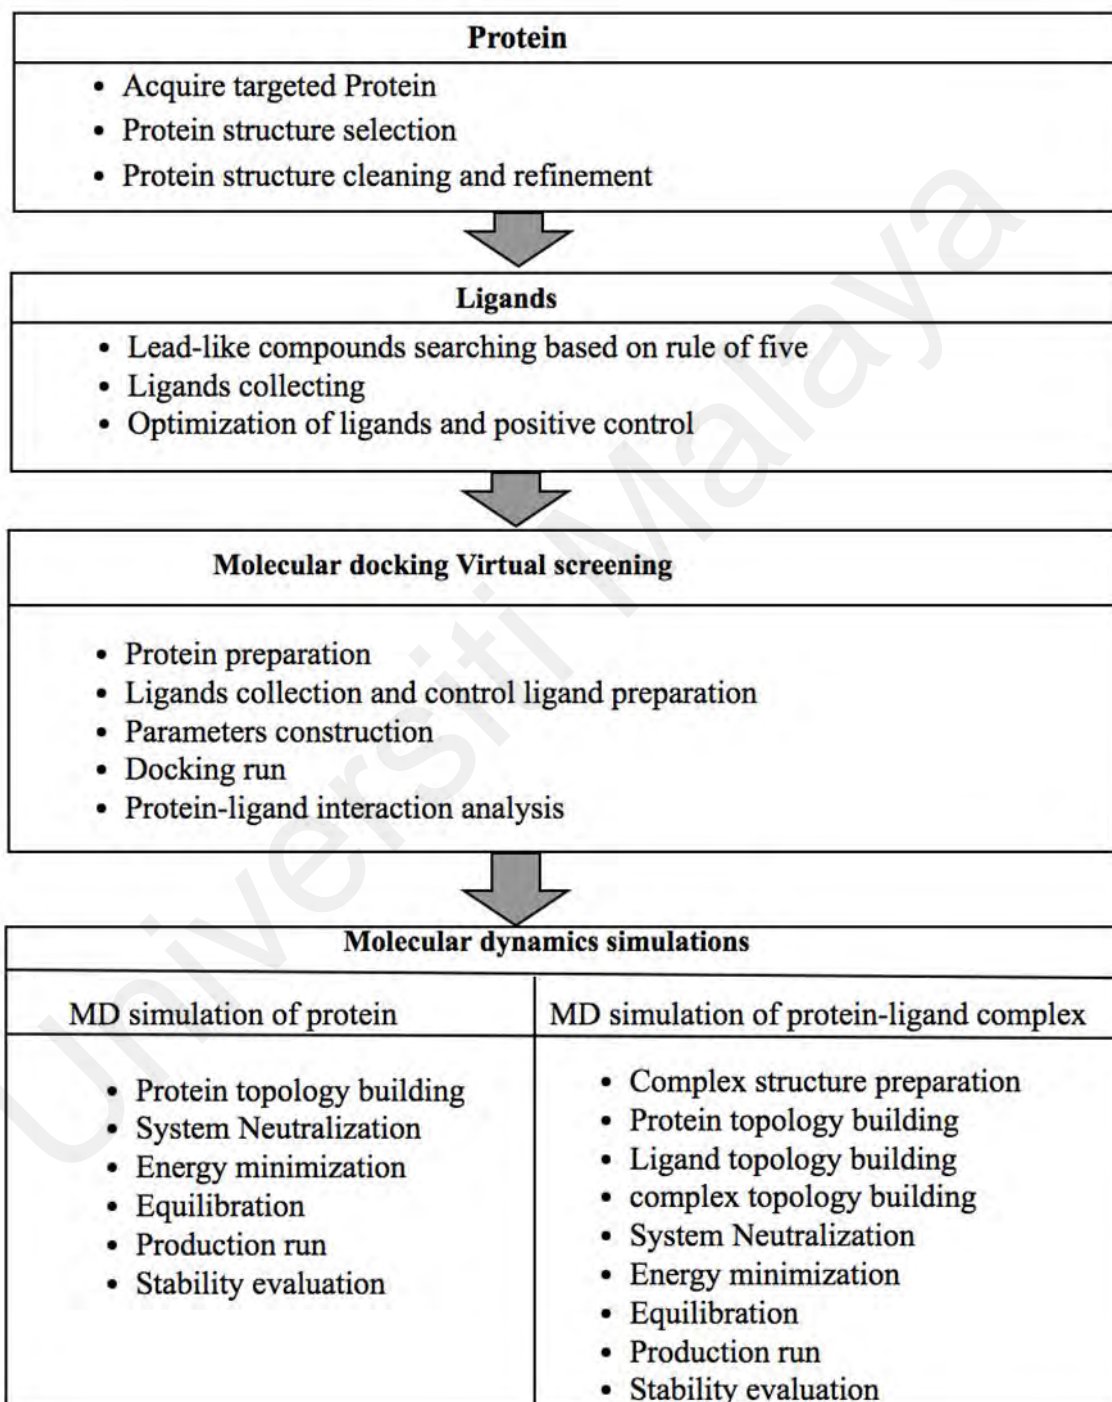 Protein
• Acquire targeted Protein
• Protein structure selection
• Protein structure cleaning and refinement
Ligands
• Lead-like compounds searching based on rule of five
• Ligands collecting
• Optimization of ligands and positive control
Molecular docking Virtual screening
• Protein preparation
• Ligands collection and control ligand preparation
• Parameters construction
• Docking run
• Protein-ligand interaction analysis
Molecular dynamics simulations
MD simulation of protein
• Protein topology building
• System Neutralization
• Energy minimization
• Equilibration
• Production run
• Stability evaluation
MD simulation of protein-ligand complex
• Complex structure preparation
• Protein topology building
• Ligand topology building
• complex topology building
• System Neutralization
• Energy minimization
• Equilibration
• Production run
• Stability evaluation
Universiti Malaya